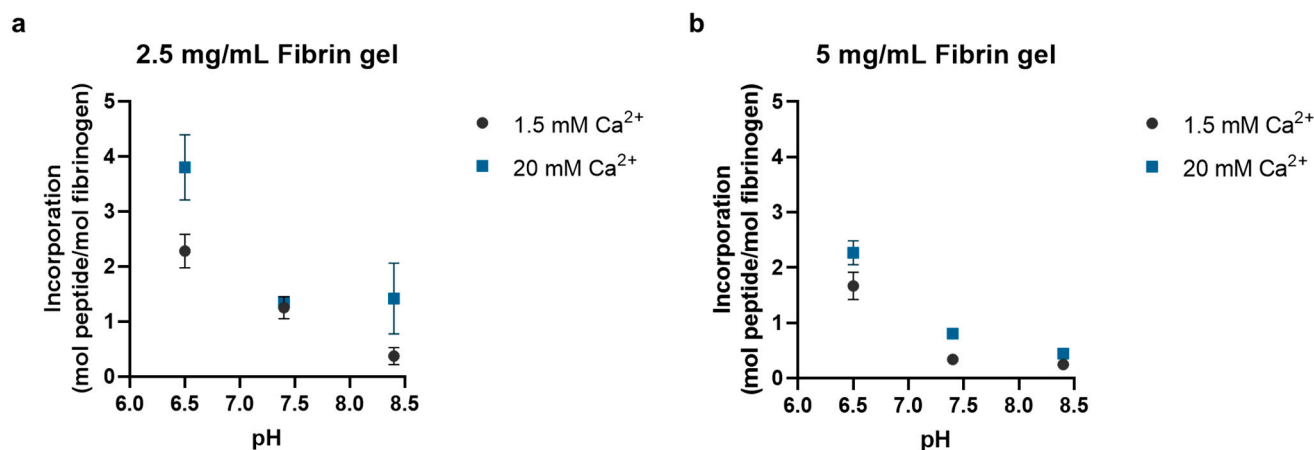 a
2.5 mg/mL Fibrin gel
Incorporation
(mol peptide/mol fibrinogen)
5
4
3
2
1
0
6.0 6.5 7.0 7.5 8.0 8.5
pH
1.5 mM Ca²⁺
20 mM Ca²⁺
b
5 mg/mL Fibrin gel
Incorporation
(mol peptide/mol fibrinogen)
5
4
3
2
1
0
6.0 6.5 7.0 7.5 8.0 8.5
pH
1.5 mM Ca²⁺
20 mM Ca²⁺